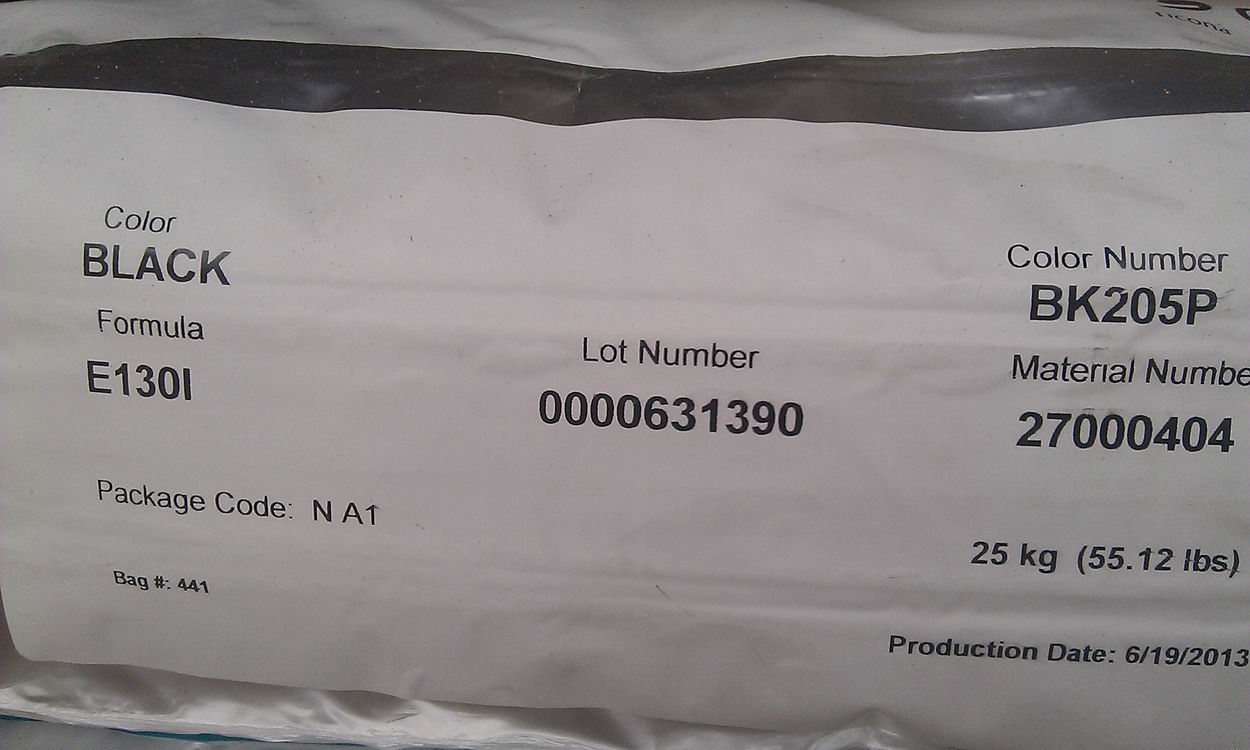 ricona
Color
BLACK
Color Number
BK205P
Formula
E130I
Lot Number
0000631390
Material Numbe
27000404
Package Code: N A1
25 kg (55.12 lbs)
Bag #: 441
Production Date: 6/19/2013